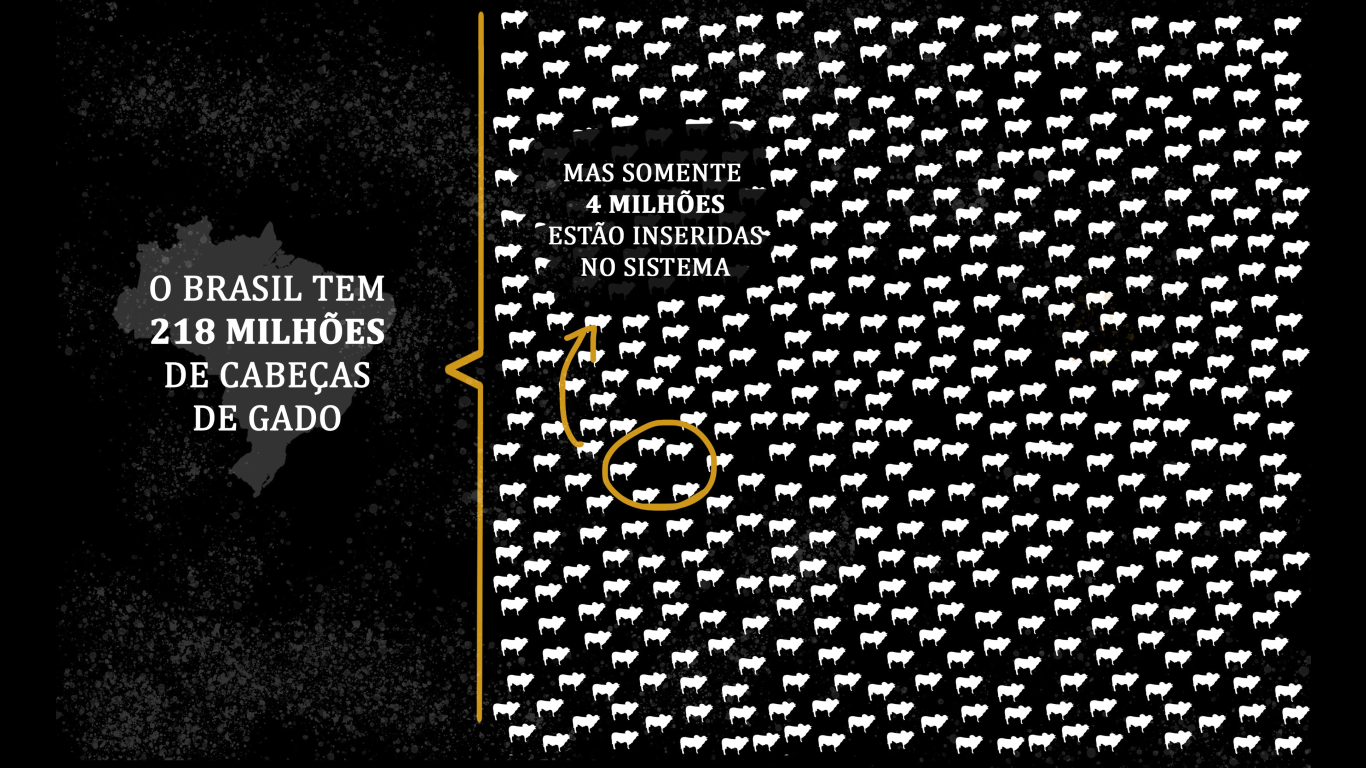 O BRASIL TEM
218 MILHÕES
DE CABEÇAS
DE GADO
MAS SOMENTE
4 MILHÕES
ESTÃO INSERIDAS
NO SISTEMA